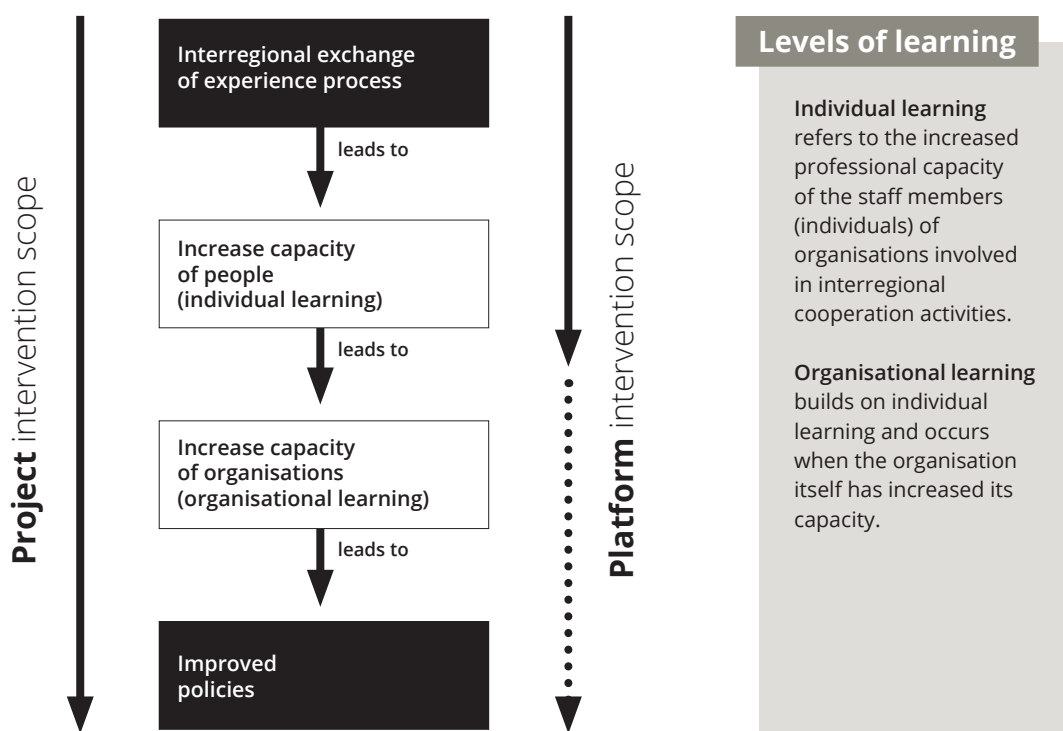 Project intervention scope
Interregional exchange
of experience process
leads to
Increase capacity
of people
(individual learning)
leads to
Increase capacity
of organisations
(organisational learning)
leads to
Improved
policies
Platform intervention scope
Levels of learning
Individual learning
refers to the increased
professional capacity
of the staff members
(individuals) of
organisations involved
in interregional
cooperation activities.
Organisational learning
builds on individual
learning and occurs
when the organisation
itself has increased its
capacity.